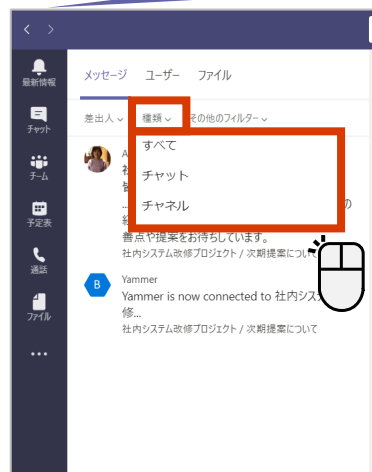 最新情報
チャット
チーム
予定表
通話
ファイル
メッセージ ユーザー ファイル
差出人 種類 その他のフィルター
すべて
チャット
チャネル
善点や提案をお待ちしています。
社内システム改修プロジェクト / 次期提案につい
B
Yammer
Yammer is now connected to 社内シス
修...
社内システム改修プロジェクト / 次期提案について